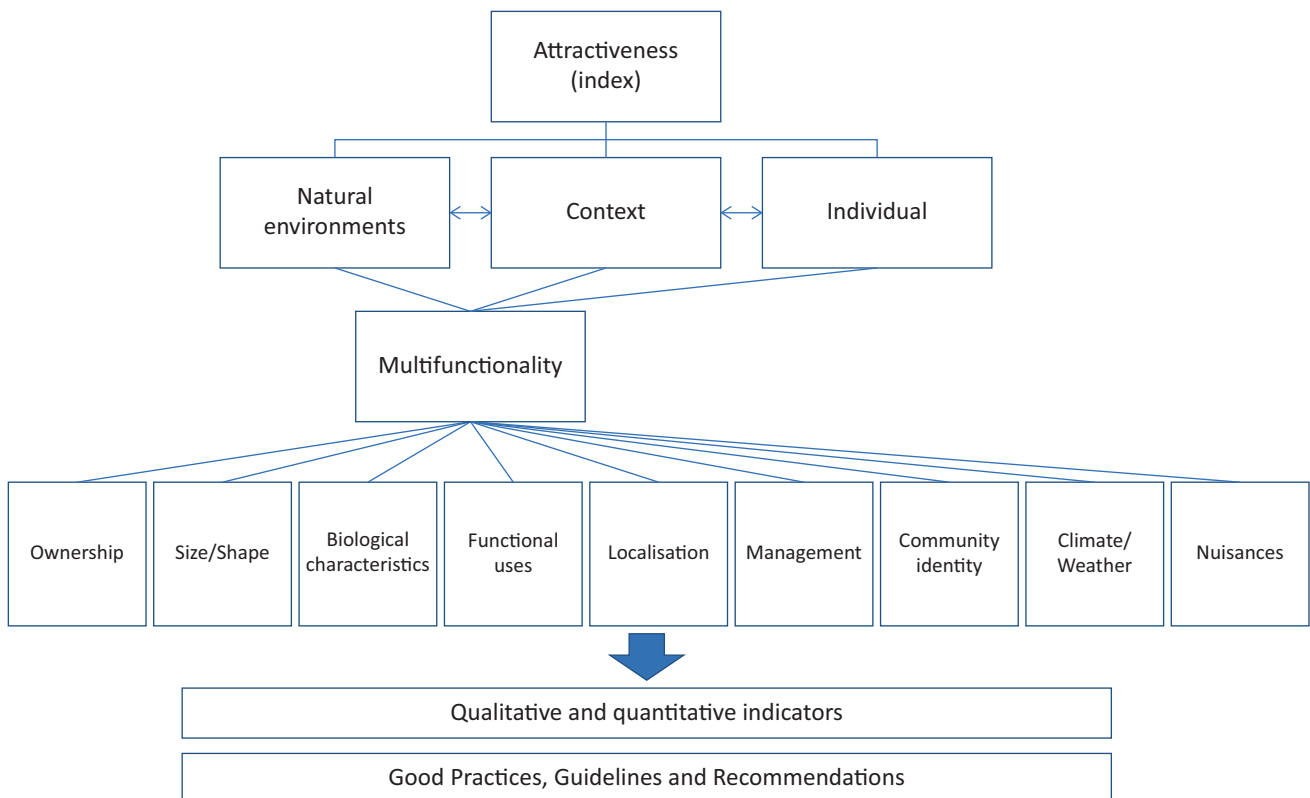 Attractiveness
(index)
Natural
environments
Context
Individual
Multifunctionality
Ownership
Size/Shape
Biological
characteristics
Functional
uses
Localisation
Management
Community
identity
Climate/
Weather
Nuisances
Qualitative and quantitative indicators
Good Practices, Guidelines and Recommendations